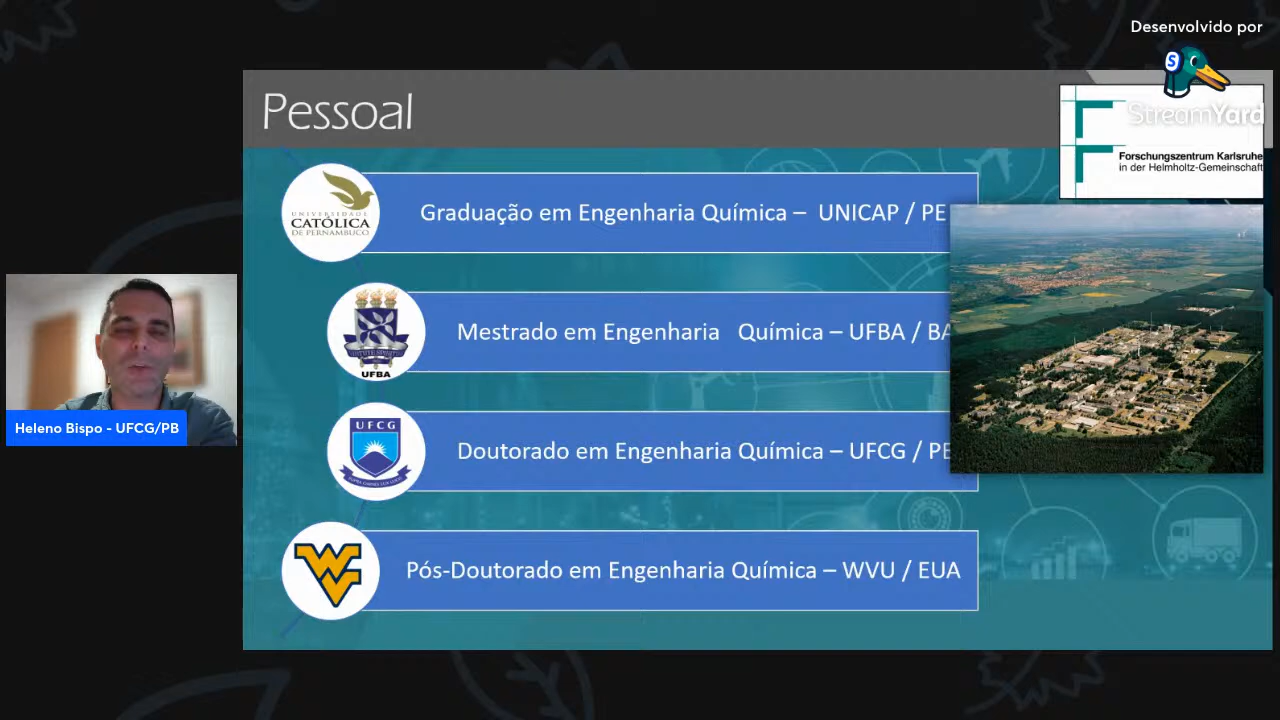 Desenvolvido por
StreamYard
Pessoal
Forschungszentrum Karlsruhe
in der Helmholtz-Gemeinschaft
UNIVERSIDADE
CATÓLICA
DE PERNAMBUCO
Graduação em Engenharia Química – UNICAP / PE
UFBA
Mestrado em Engenharia Química – UFBA / BA
UFCG
Doutorado em Engenharia Química – UFCG / PB
Pós-Doutorado em Engenharia Química – WVU / EUA
Heleno Bispo - UFCG/PB